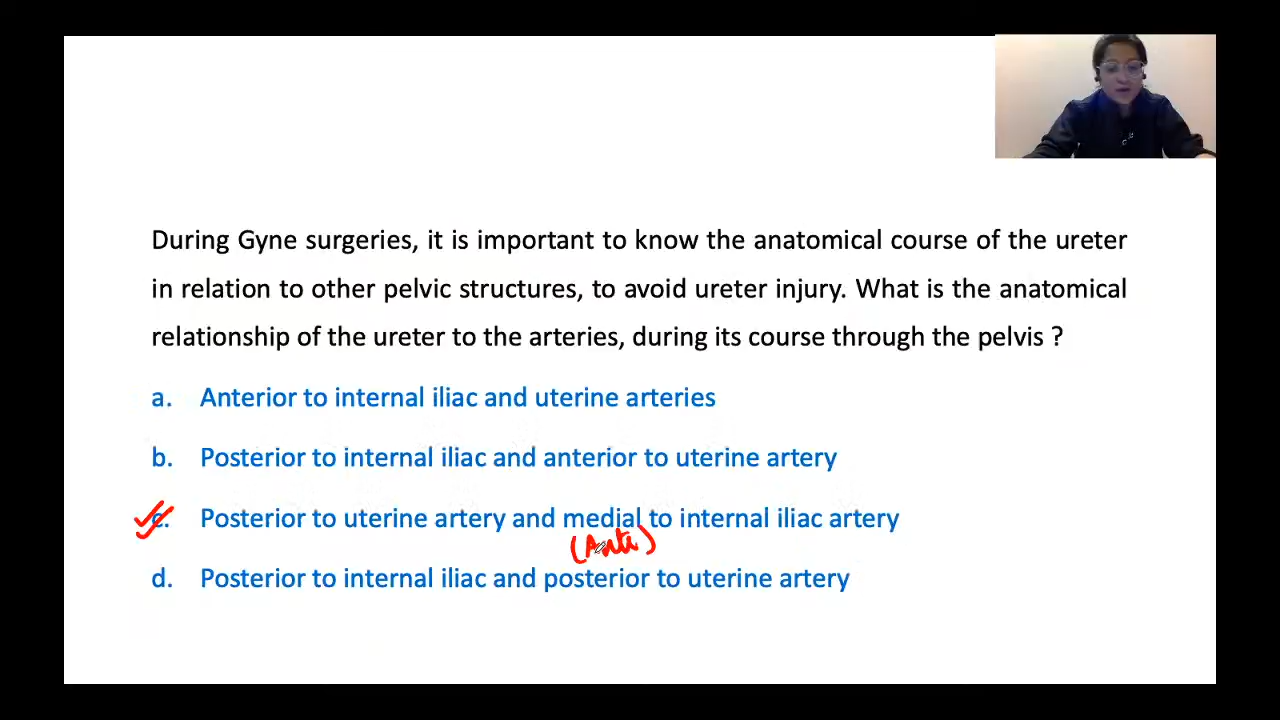 During Gyne surgeries, it is important to know the anatomical course of the ureter
in relation to other pelvic structures, to avoid ureter injury. What is the anatomical
relationship of the ureter to the arteries, during its course through the pelvis ?
a. Anterior to internal iliac and uterine arteries
b. Posterior to internal iliac and anterior to uterine artery
c. Posterior to uterine artery and medial to internal iliac artery
(Ante)
d. Posterior to internal iliac and posterior to uterine artery